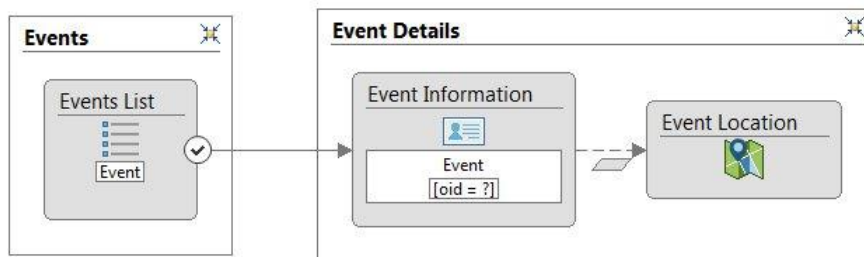 Events
Events List
Event
Event Details
Event Information
Event
[oid = ?]
Event Location